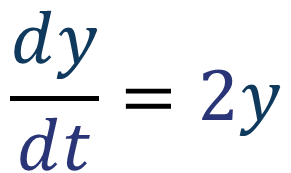 dy/dt = 2y